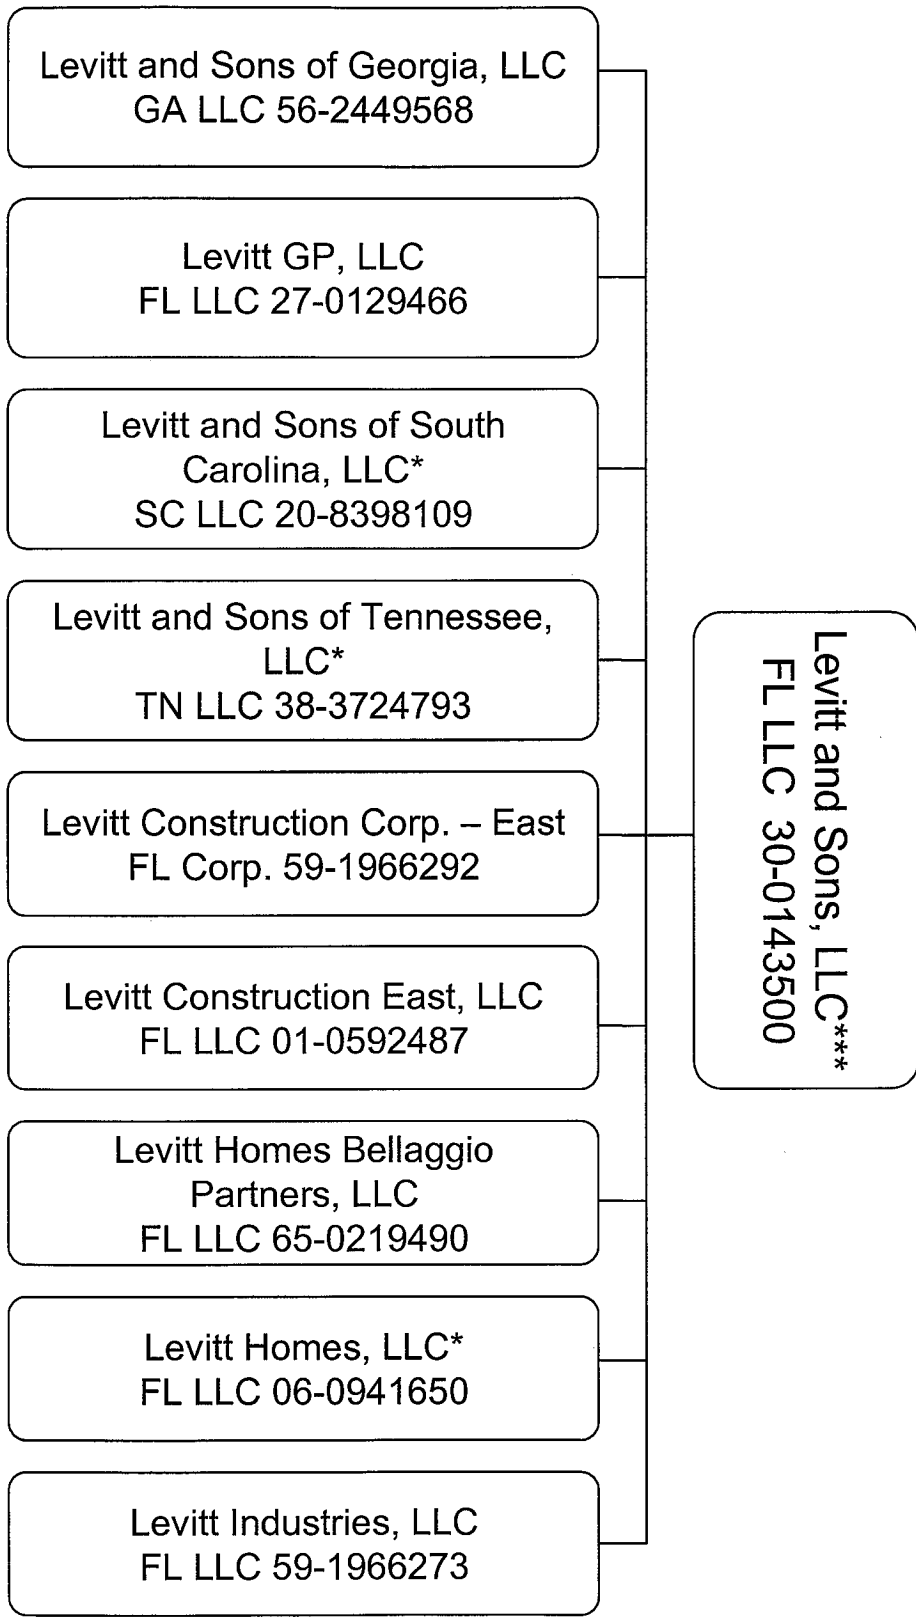 Levitt and Sons of Georgia, LLC
GA LLC 56-2449568
Levitt GP, LLC
FL LLC 27-0129466
Levitt and Sons of South
Carolina, LLC*
SC LLC 20-8398109
Levitt and Sons of Tennessee,
LLC*
TN LLC 38-3724793
Levitt Construction Corp. – East
FL Corp. 59-1966292
Levitt Construction East, LLC
FL LLC 01-0592487
Levitt Homes Bellaggio
Partners, LLC
FL LLC 65-0219490
Levitt Homes, LLC*
FL LLC 06-0941650
Levitt Industries, LLC
FL LLC 59-1966273
Levitt and Sons, LLC***
FL LLC 30-0143500